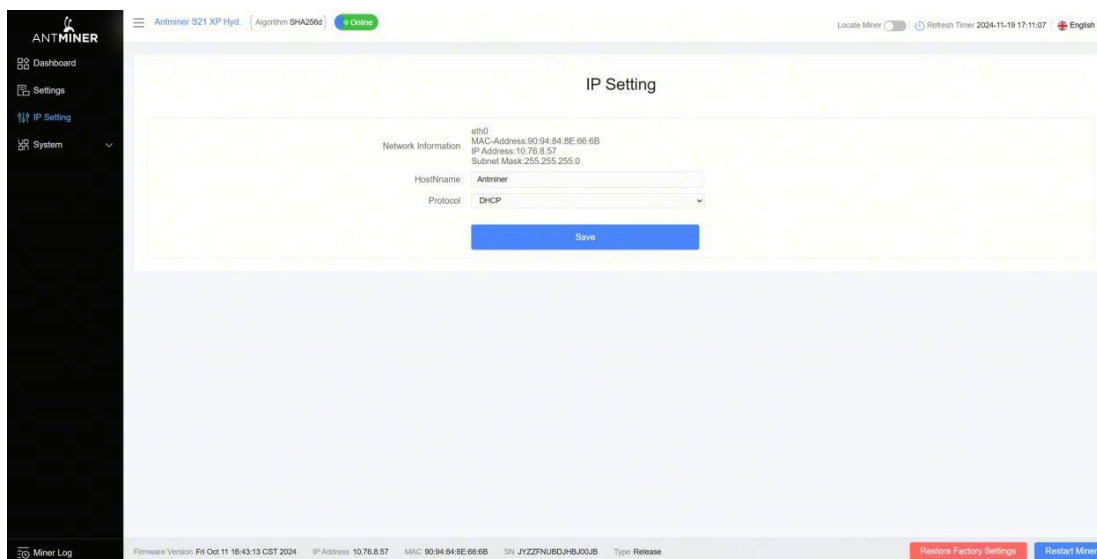 ANTMINER
Antminer S21 XP Hyd. Algorithm SHA256d Online
Locate Miner Refresh Timer 2024-11-19 17:11:07 English
Dashboard
Settings
IP Setting
System
IP Setting
Network Information
eth0
MAC-Address:90:94:84:8E:66:6B
IP Address:10.76.8.57
Subnet Mask:255.255.255.0
HostNname Antminer
Protocol DHCP
Save
Miner Log
Firmware Version Fri Oct 11 16:43:13 CST 2024 IP Address 10.76.8.57 MAC 90:94:84:8E:66:6B SN JYZZFNUBDJHBJ00JB Type Release
Restore Factory Settings Restart Miner